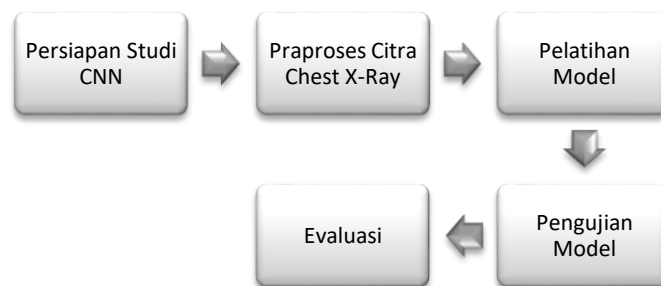 Persiapan Studi
CNN
Praproses Citra
Chest X-Ray
Pelatihan
Model
Pengujian
Model
Evaluasi